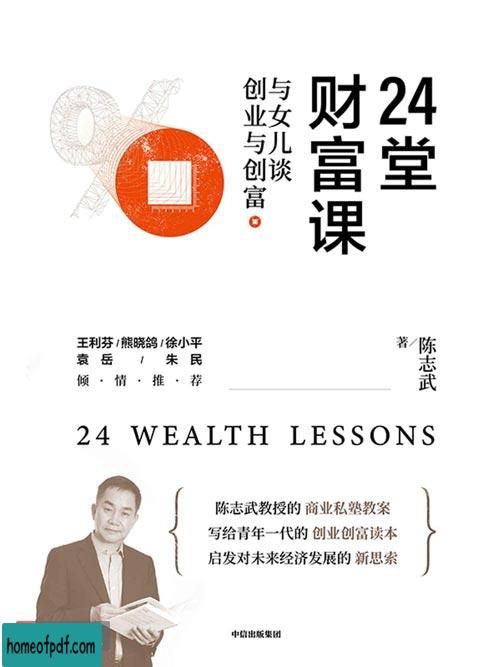 24堂
财富课
与女儿谈
创业与创富
王利芬/熊晓鸽/徐小平
袁岳/朱民
倾·情·推·荐
陈志武
著/
24 WEALTH LESSONS
陈志武教授的 商业私塾教案
写给青年一代的 创业创富读本
启发对未来经济发展的 新思索
中信出版集团
homeofpdf.com